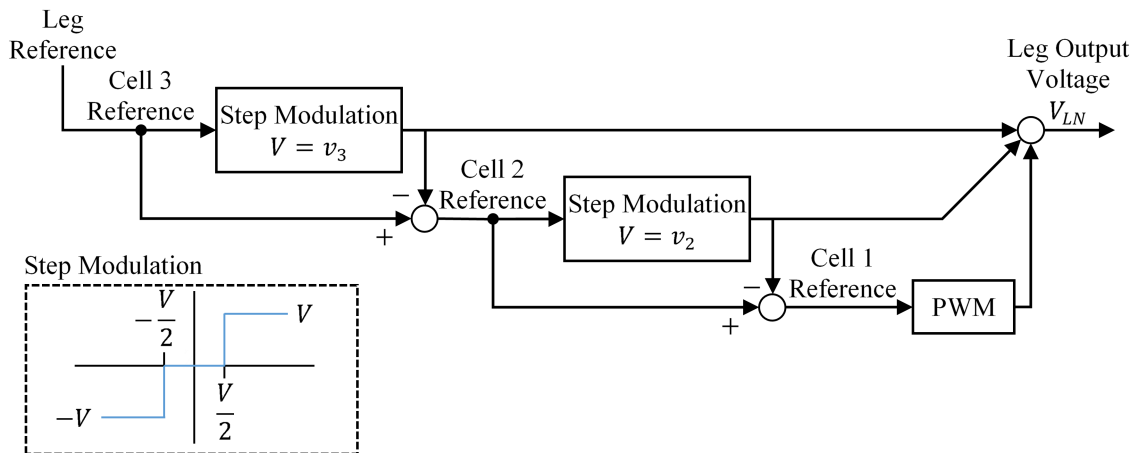 Leg
Reference
Cell 3
Reference
Step Modulation
V = v₃
Leg Output
Voltage
V_LN
−
+
Cell 2
Reference
Step Modulation
V = v₂
−
+
Cell 1
Reference
PWM
Step Modulation
−V/2
V
−V
V/2